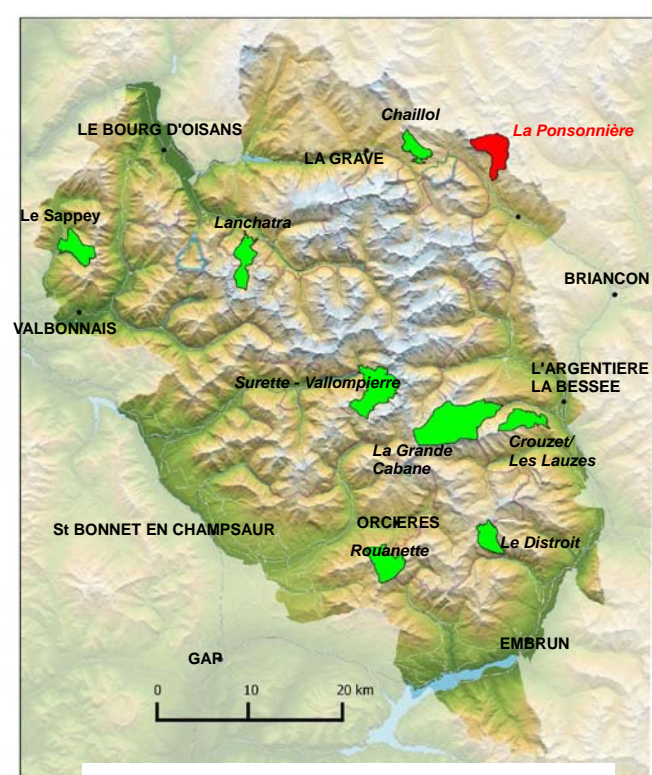 Chaillol
LE BOURG D'OISANS
La Ponsonnière
LA GRAVE
Le Sappey
Lanchatra
BRIANCON
VALBONNAIS
L'ARGENTIERE
LA BESSEE
Surette - Vallompierre
La Grande
Cabane
Crouzet/
Les Lauzes
St BONNET EN CHAMPSAUR
ORCIERES
Rouanette
Le Distroit
EMBRUN
GAP
0 10 20 km